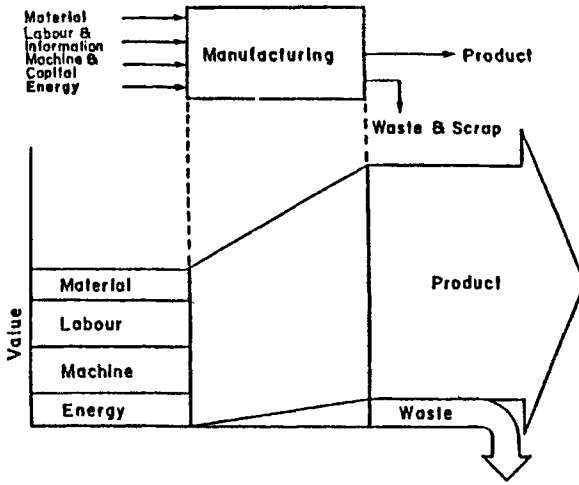 Material
Labour &
Information
Machine &
Capital
Energy
Manufacturing
Product
Waste & Scrap
Value
Material
Labour
Machine
Energy
Product
Waste